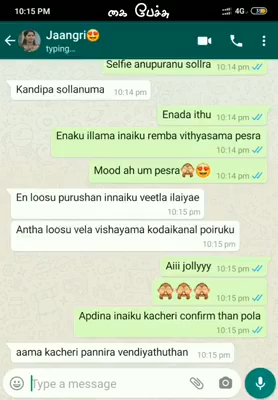 10:15 PM
கை பேச்சு
4G
Jaangri😍
typing...
Selfie anupuranu sollra
10:14 pm
Kandipa sollanuma 10:14 pm
Enada ithu 10:14 pm
Enaku illama inaiku remba vithyasama pesra
10:14 pm
Mood ah um pesra🙈😍 10:14 pm
En loosu purushan innaiku veetla ilaiyae
10:15 pm
Antha loosu vela vishayama kodaikanal poiruku
10:15 pm
Aiii jollyyy 10:15 pm
🙈🙈🙈 10:15 pm
Apdina inaiku kacheri confirm than pola
10:15 pm
aama kacheri pannira vendiyathuthan
10:15 pm
Type a message